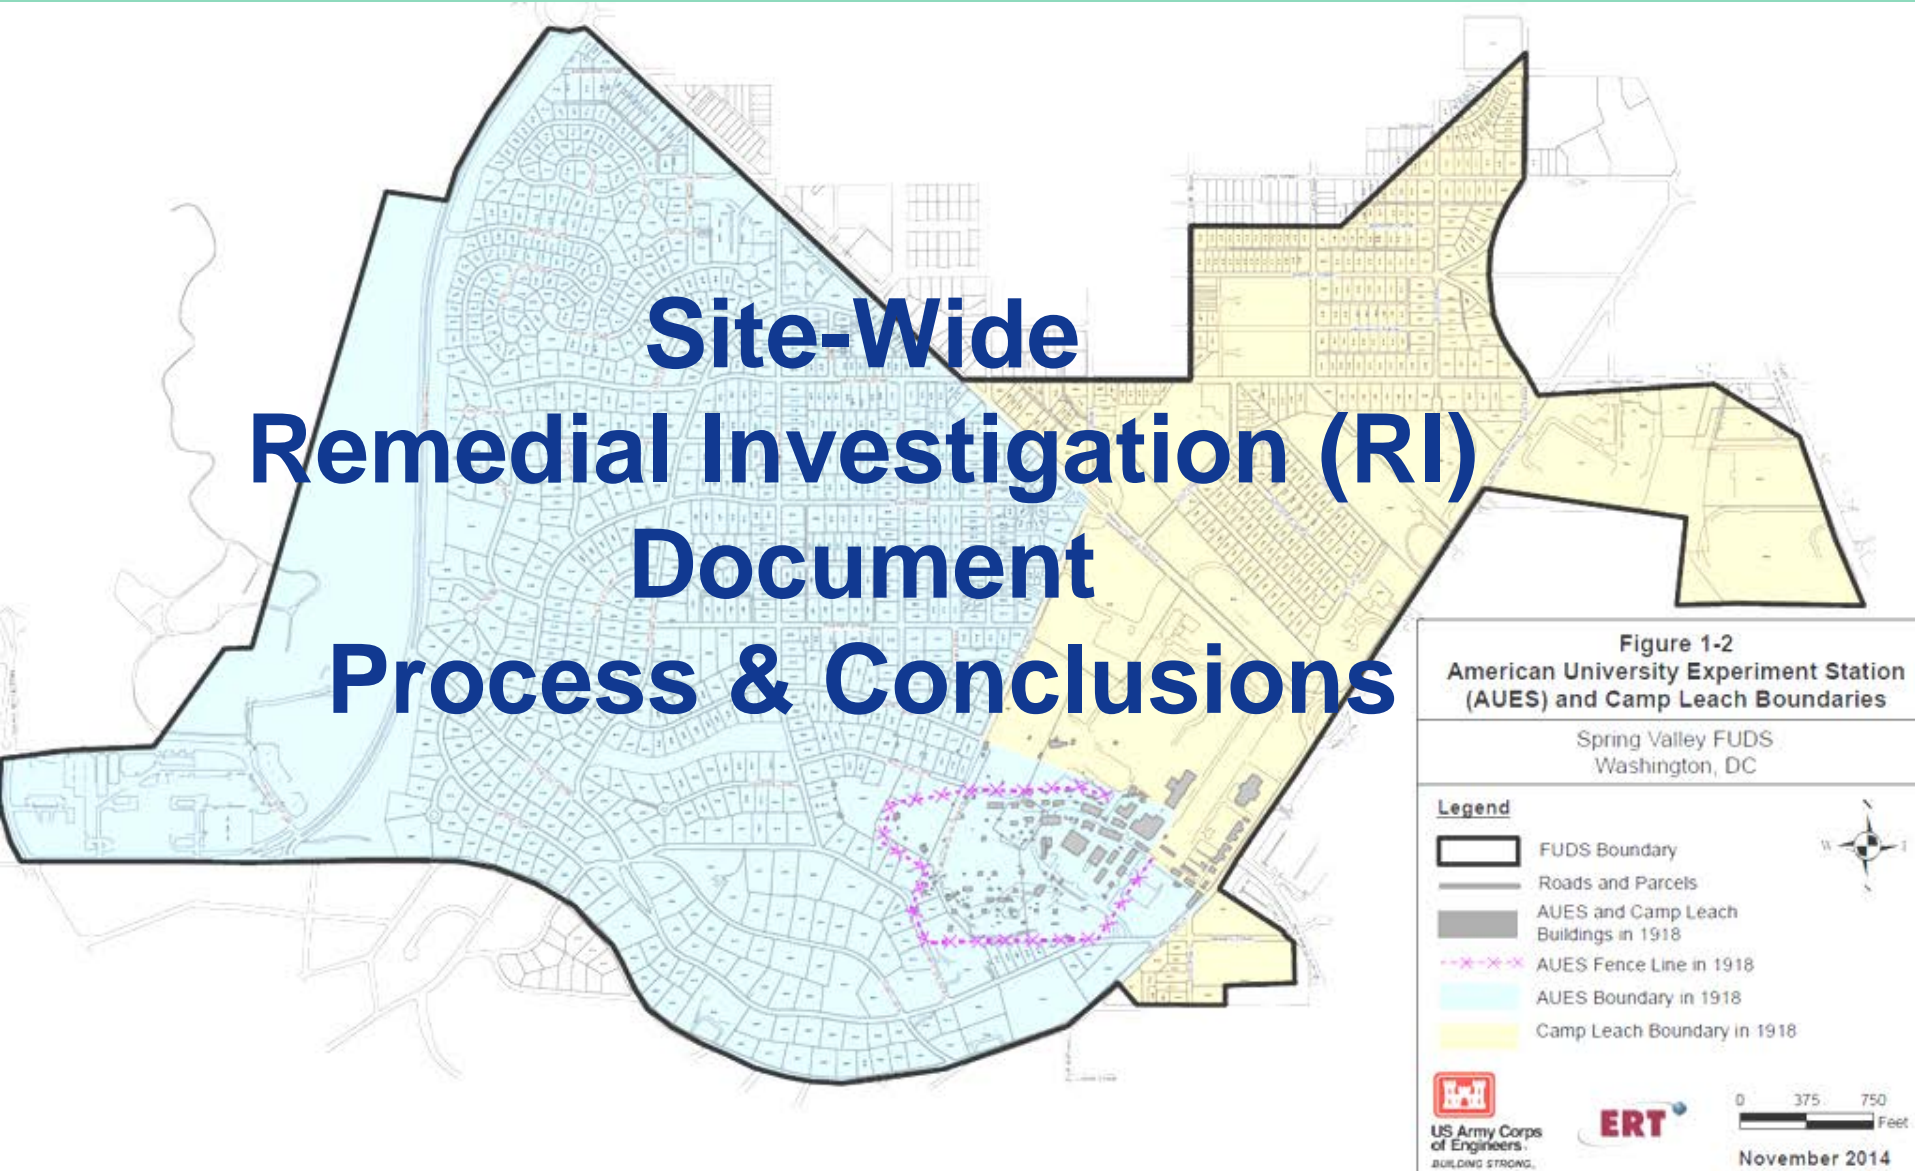 Site-Wide
Remedial Investigation (RI)
Document
Process & Conclusions
Figure 1-2
American University Experiment Station
(AUES) and Camp Leach Boundaries
Spring Valley FUDS
Washington, DC
Legend
FUDS Boundary
Roads and Parcels
AUES and Camp Leach
Buildings in 1918
AUES Fence Line in 1918
AUES Boundary in 1918
Camp Leach Boundary in 1918
W
US Army Corps
of Engineers.
BUILDING STRONG.
ERT
0 375 750
Feet
November 2014